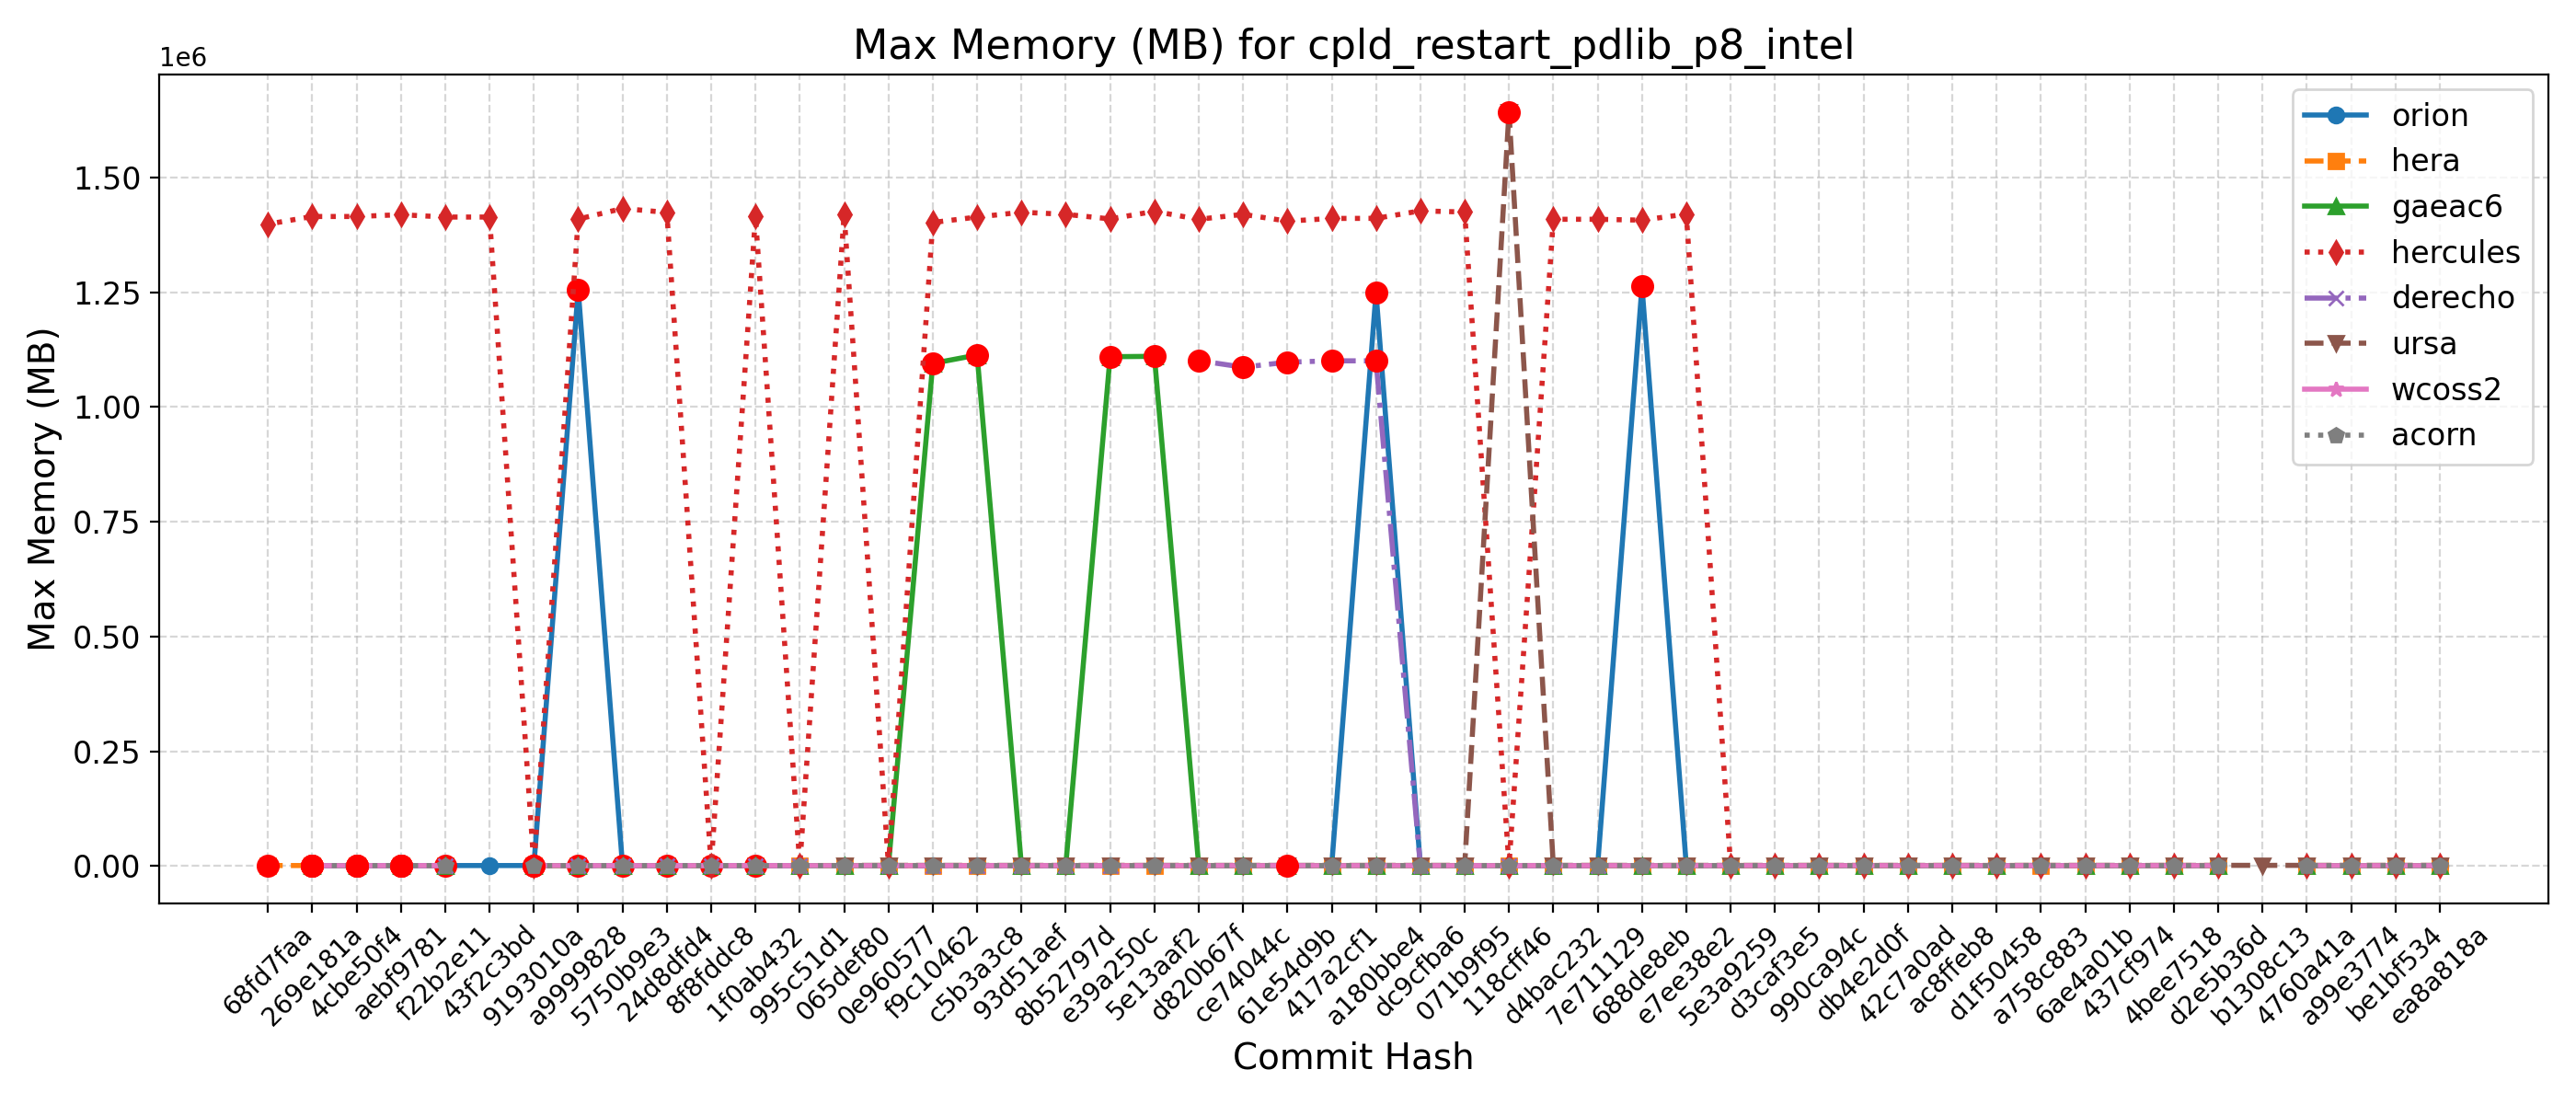 Max Memory (MB) for cpld_restart_pdlib_p8_intel
1e6
1.50
1.25
1.00
0.75
0.50
0.25
0.00
Max Memory (MB)
orion
hera
gaeac6
hercules
derecho
ursa
wcoss2
acorn
68fd7faa
269e181a
4cbe50f4
aebf9781
f22b2e11
43f2c3bd
9193010a
a9999828
5750b9e3
24d8dfd4
8f8fddc8
1f0ab432
995c51d1
065def80
0e960577
f9c10462
c5b3a3c8
93d51aef
8b52797d
e39a250c
5e13aaf2
d820b67f
ce74044c
61e54d9b
417a2cf1
a180bbe4
dc9cfba6
071b9f95
118cff46
d4bac232
7e711129
688de8eb
e7ee38e2
5e3a9259
d3caf3e5
990ca94c
db4e2d0f
42c7a0ad
ac8ffeb8
d1f50458
a758c883
6ae4a01b
437cf974
4bee7518
d2e5b36d
b1308c13
4760a41a
a99e3774
be1bf534
ea8a818a
Commit Hash